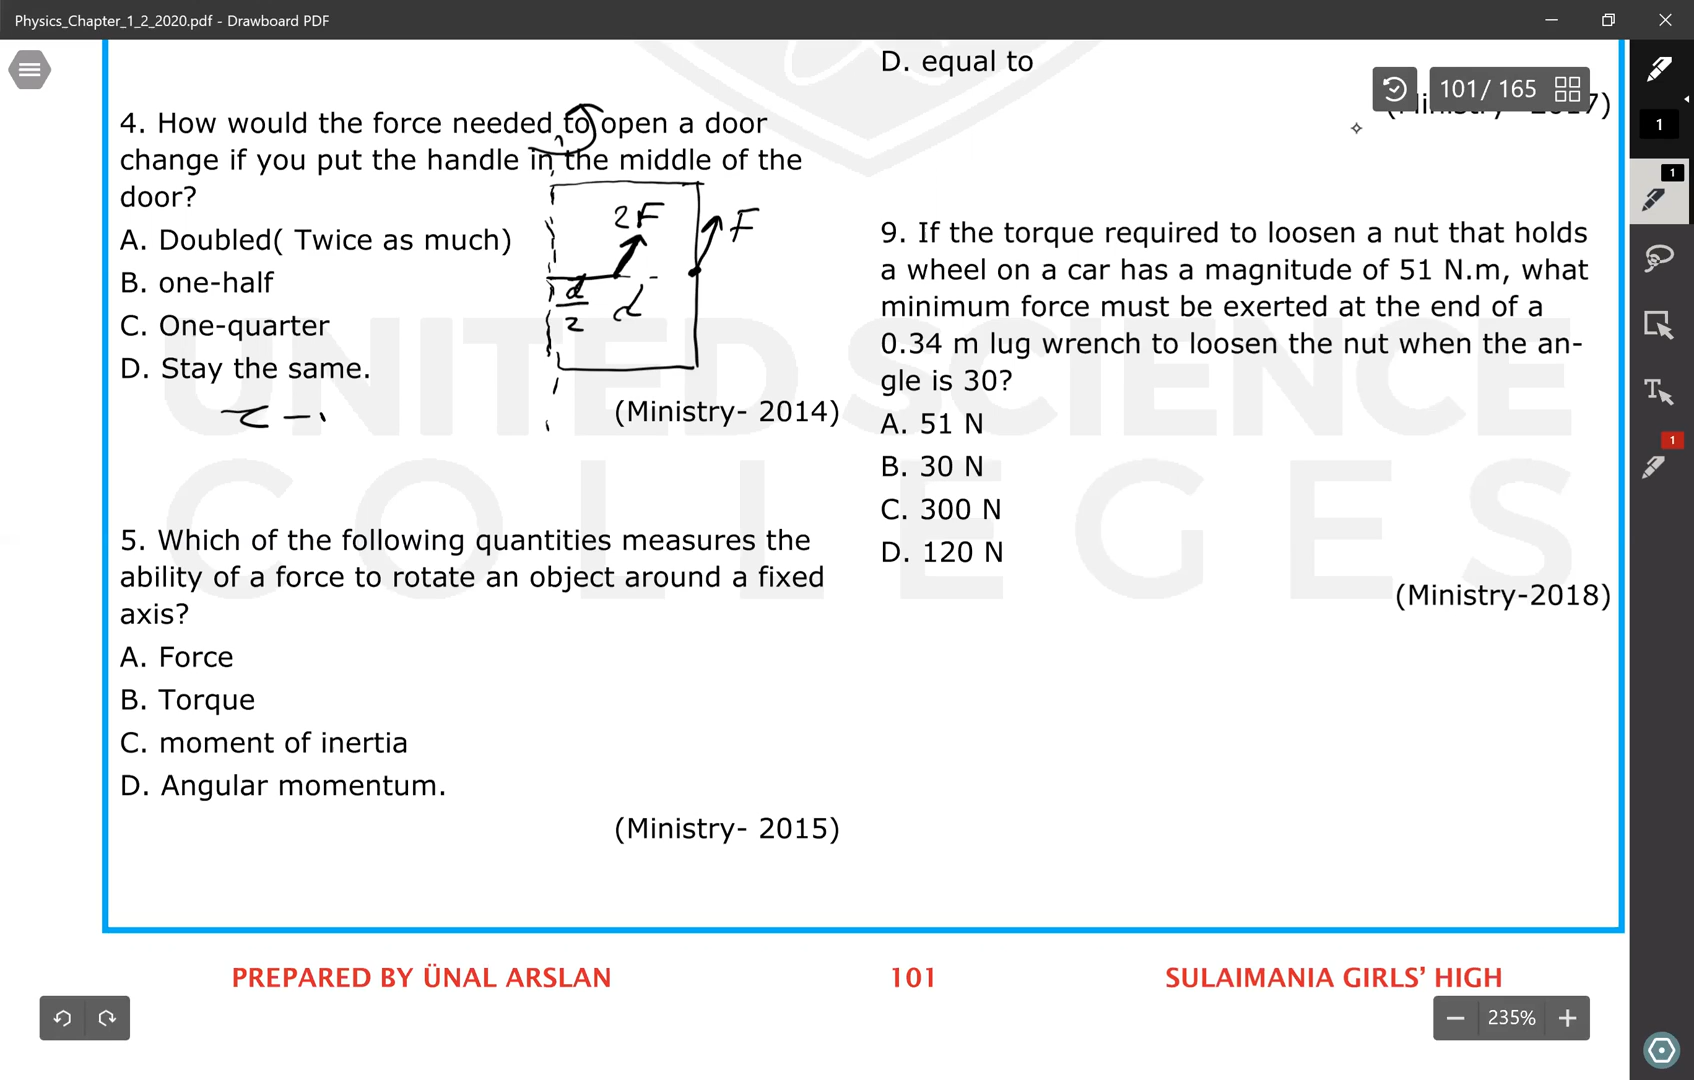 Physics_Chapter_1_2_2020.pdf - Drawboard PDF
4. How would the force needed to open a door
change if you put the handle in the middle of the
door?
A. Doubled( Twice as much)
B. one-half
C. One-quarter
D. Stay the same.
2F
F
d
2
d
τ =
(Ministry- 2014)
5. Which of the following quantities measures the
ability of a force to rotate an object around a fixed
axis?
A. Force
B. Torque
C. moment of inertia
D. Angular momentum.
(Ministry- 2015)
D. equal to
101/ 165
9. If the torque required to loosen a nut that holds
a wheel on a car has a magnitude of 51 N.m, what
minimum force must be exerted at the end of a
0.34 m lug wrench to loosen the nut when the an-
gle is 30?
A. 51 N
B. 30 N
C. 300 N
D. 120 N
(Ministry-2018)
UNITED SCIENCE
COLLEGES
PREPARED BY ÜNAL ARSLAN
101
SULAIMANIA GIRLS’ HIGH
235%
1
1
1